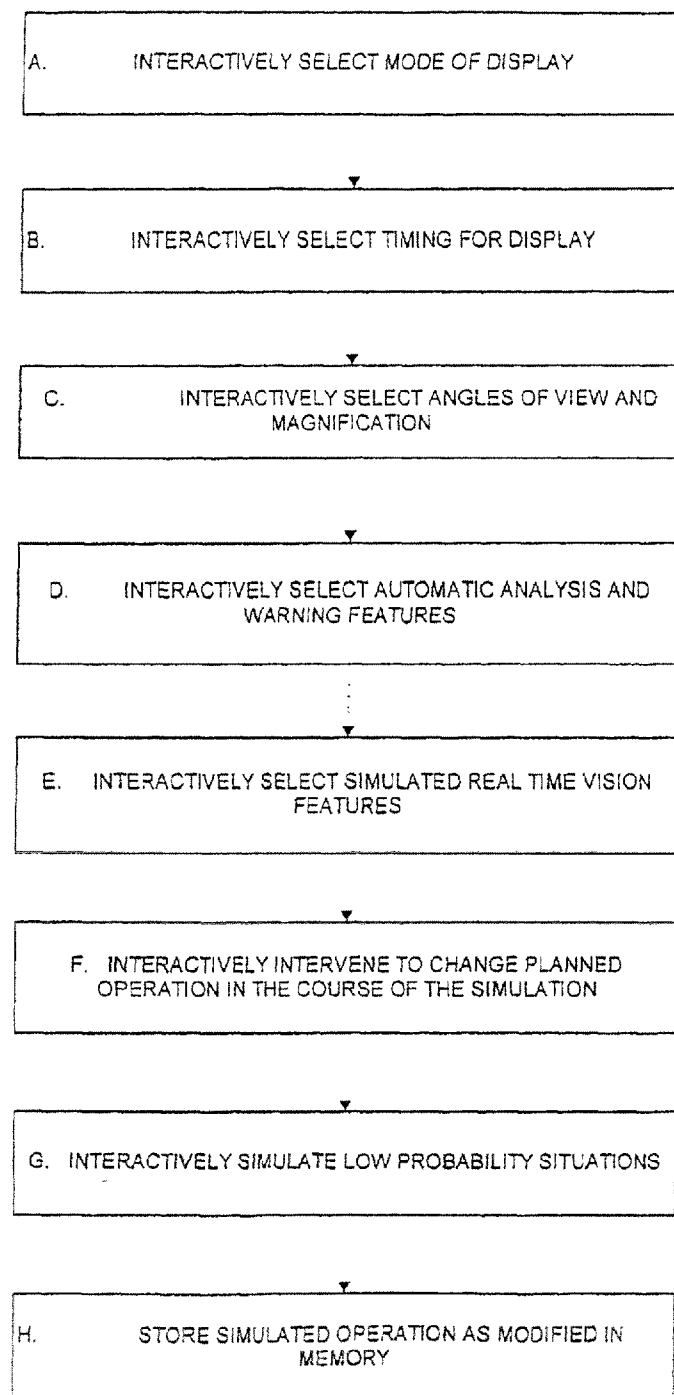 A. INTERACTIVELY SELECT MODE OF DISPLAY
B. INTERACTIVELY SELECT TIMING FOR DISPLAY
C. INTERACTIVELY SELECT ANGLES OF VIEW AND
MAGNIFICATION
D. INTERACTIVELY SELECT AUTOMATIC ANALYSIS AND
WARNING FEATURES
E. INTERACTIVELY SELECT SIMULATED REAL TIME VISION
FEATURES
F. INTERACTIVELY INTERVENE TO CHANGE PLANNED
OPERATION IN THE COURSE OF THE SIMULATION
G. INTERACTIVELY SIMULATE LOW PROBABILITY SITUATIONS
H. STORE SIMULATED OPERATION AS MODIFIED IN
MEMORY